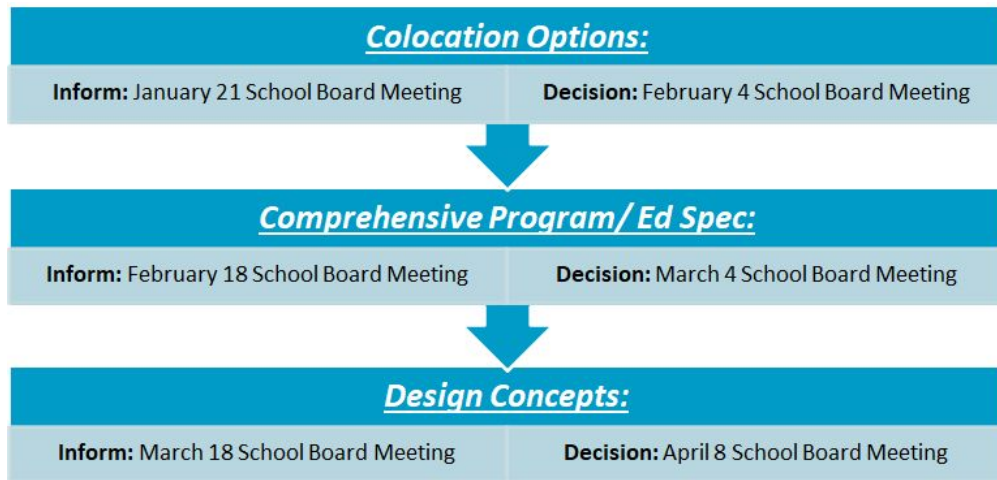 Colocation Options:
Inform: January 21 School Board Meeting
Decision: February 4 School Board Meeting
Comprehensive Program/ Ed Spec:
Inform: February 18 School Board Meeting
Decision: March 4 School Board Meeting
Design Concepts:
Inform: March 18 School Board Meeting
Decision: April 8 School Board Meeting